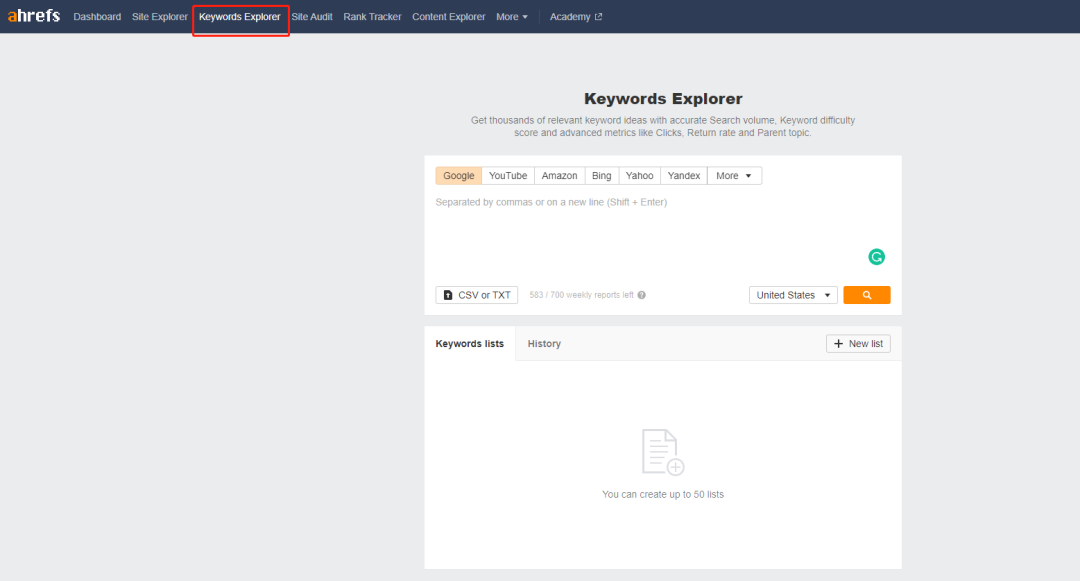 ahrefs Dashboard Site Explorer Keywords Explorer Site Audit Rank Tracker Content Explorer More Academy
Keywords Explorer
Get thousands of relevant keyword ideas with accurate Search volume, Keyword difficulty
score and advanced metrics like Clicks, Return rate and Parent topic.
Google YouTube Amazon Bing Yahoo Yandex More
Separated by commas or on a new line (Shift + Enter)
CSV or TXT 583 / 700 weekly reports left ? United States
Keywords lists History + New list
You can create up to 50 lists